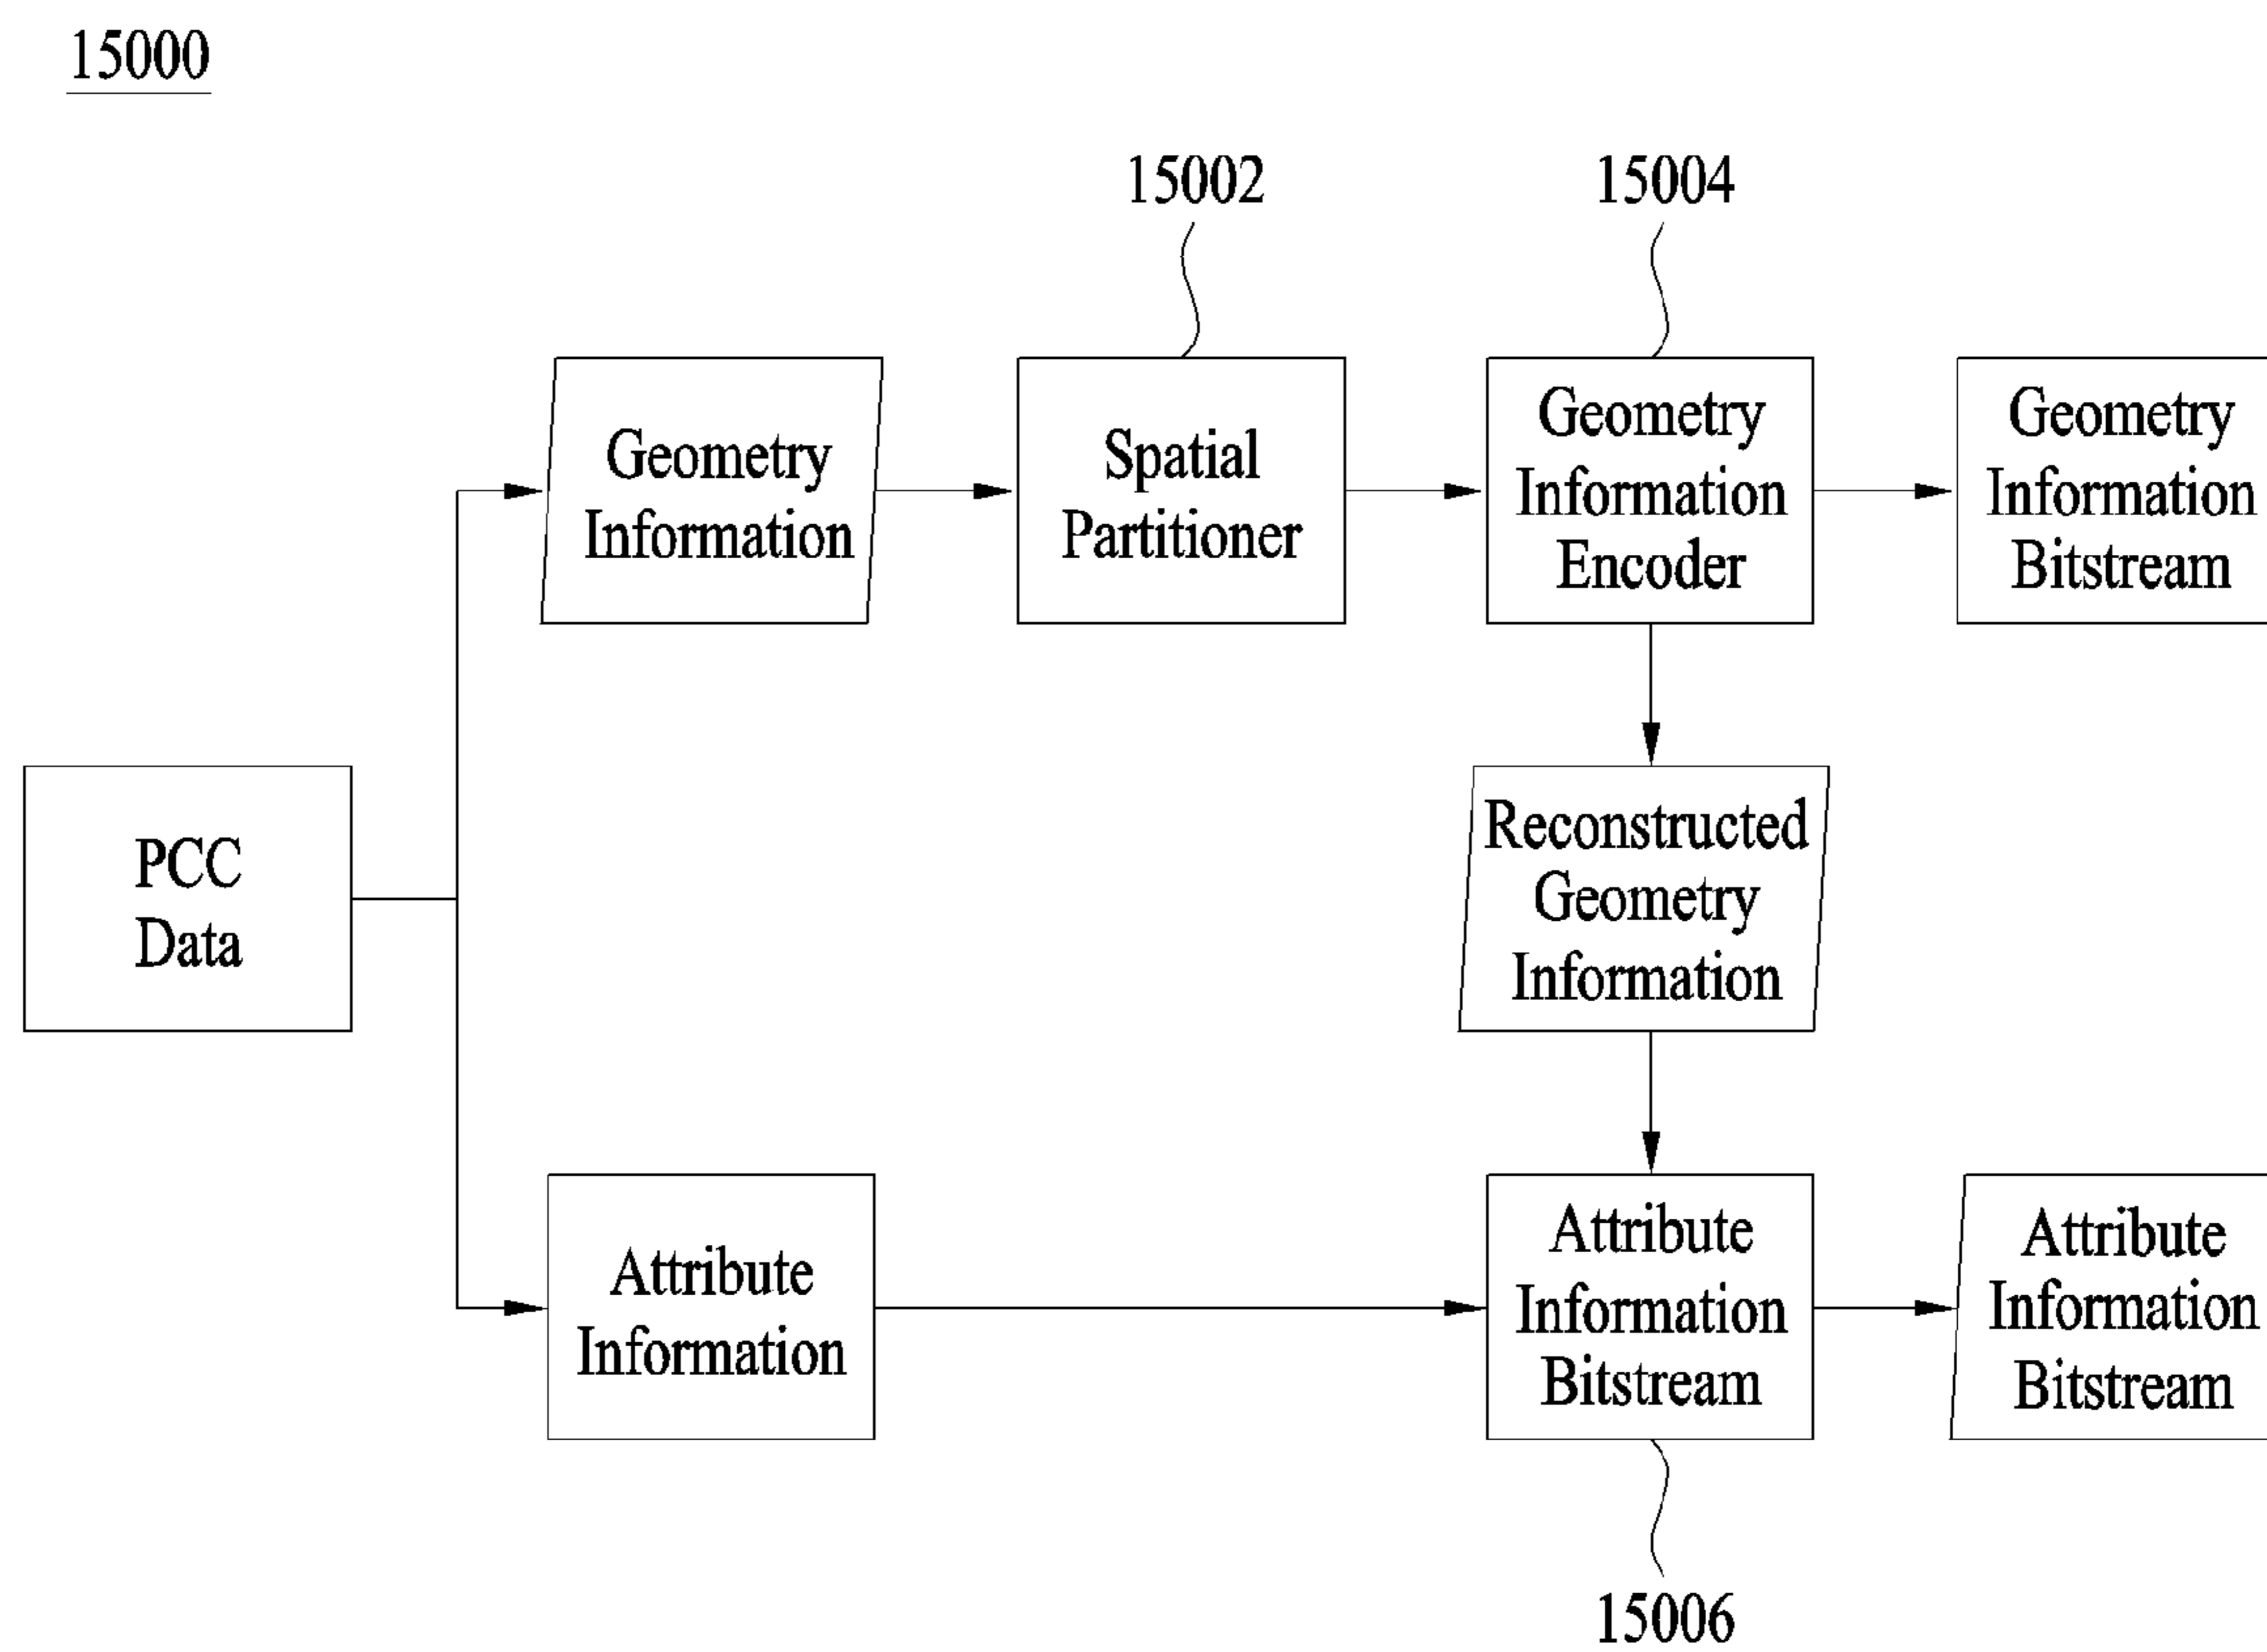 15000
15002
15004
Geometry
Information
Spatial
Partitioner
Geometry
Information
Encoder
Geometry
Information
Bitstream
PCC
Data
Reconstructed
Geometry
Information
Attribute
Information
Attribute
Information
Bitstream
Attribute
Information
Bitstream
15006